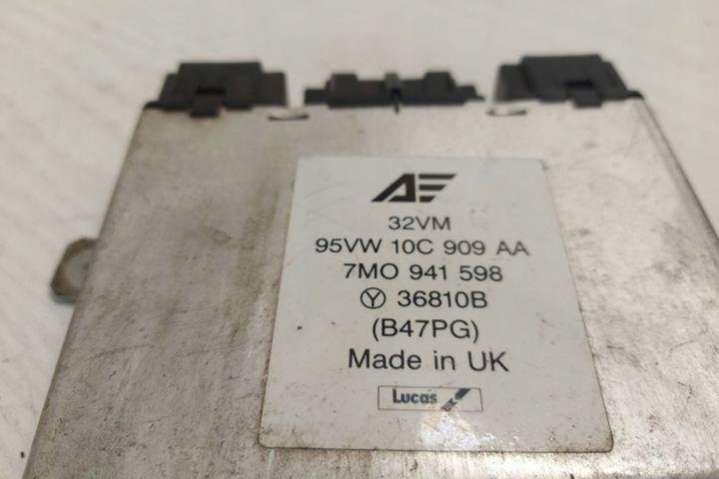 AE
32VM
95VW 10C 909 AA
7MO 941 598
Y 36810B
(B47PG)
Made in UK
Lucas